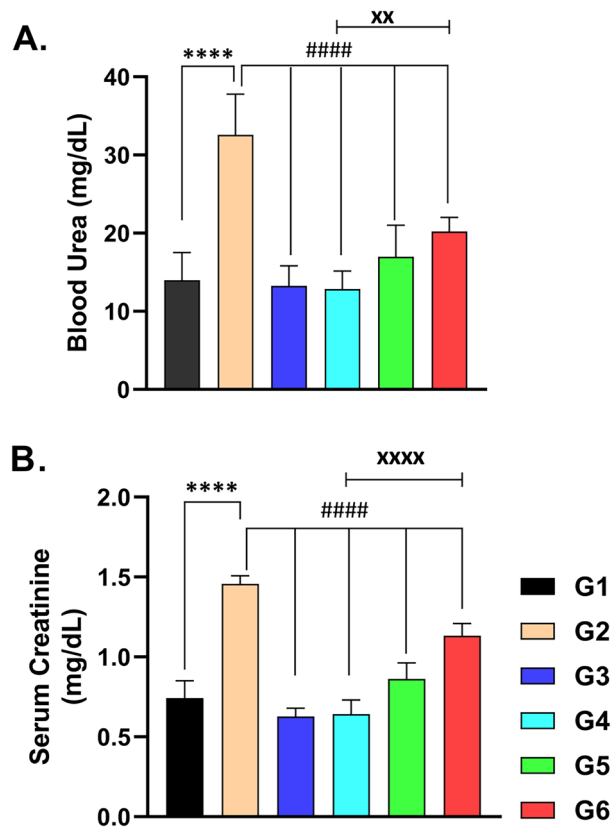 A.
xx
****
####
Blood Urea (mg/dL)
40
30
20
10
0
B.
xxxx
****
####
Serum Creatinine
(mg/dL)
2.0
1.5
1.0
0.5
0.0
G1
G2
G3
G4
G5
G6